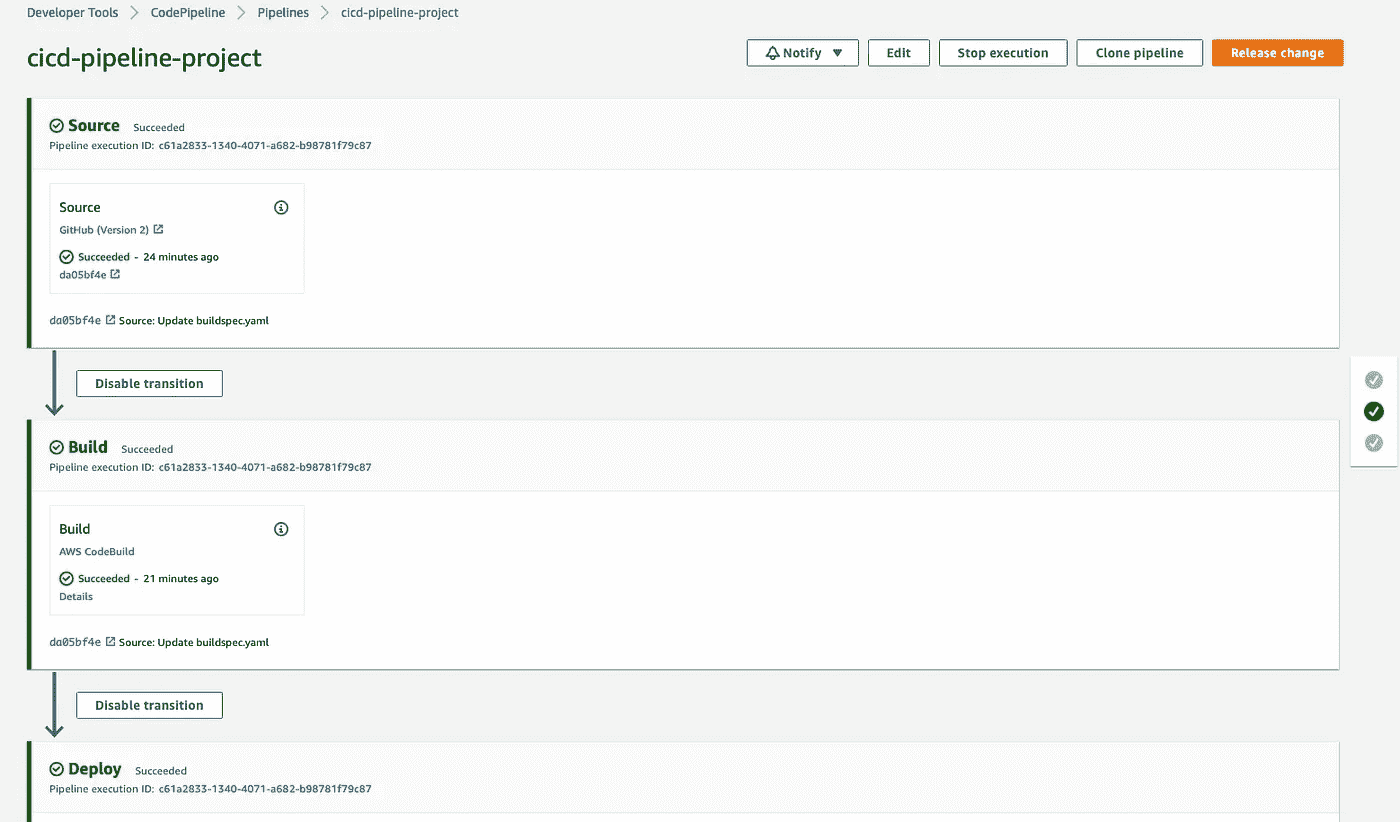 Developer Tools > CodePipeline > Pipelines > cicd-pipeline-project
cicd-pipeline-project
Notify ▼ Edit Stop execution Clone pipeline Release change
Source Succeeded
Pipeline execution ID: c61a2833-1340-4071-a682-b98781f79c87
Source
GitHub (Version 2)
Succeeded - 24 minutes ago
da05bf4e
da05bf4e Source: Update buildspec.yaml
Disable transition
Build Succeeded
Pipeline execution ID: c61a2833-1340-4071-a682-b98781f79c87
Build
AWS CodeBuild
Succeeded - 21 minutes ago
Details
da05bf4e Source: Update buildspec.yaml
Disable transition
Deploy Succeeded
Pipeline execution ID: c61a2833-1340-4071-a682-b98781f79c87